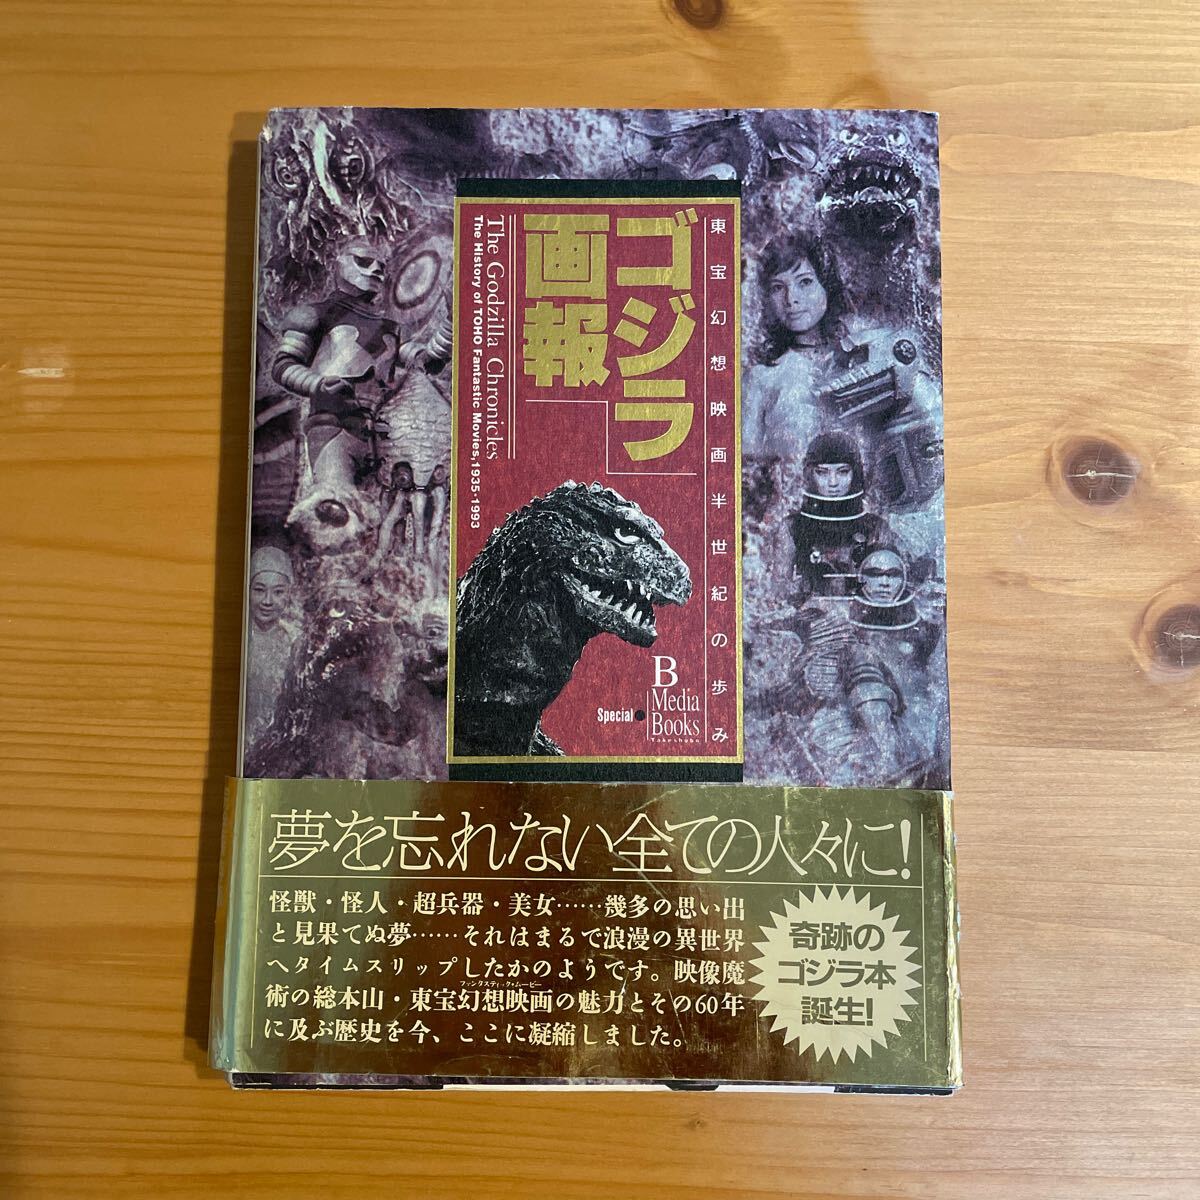 東宝幻想映画半世紀の歩み
ゴジラ
画報
The Godzilla Chronicles
The History of TOHO Fantastic Movies, 1935-1993
B
Media
Books
Takeshobo
Special
夢を忘れない全ての人々に!
怪獣・怪人・超兵器・美女……幾多の思い出
と見果てぬ夢……それはまるで浪漫の異世界
へタイムスリップしたかのようです。映像魔
ファンタスティック・ムービー
術の総本山・東宝幻想映画の魅力とその60年
に及ぶ歴史を今、ここに凝縮しました。
奇跡の
ゴジラ本
誕生!